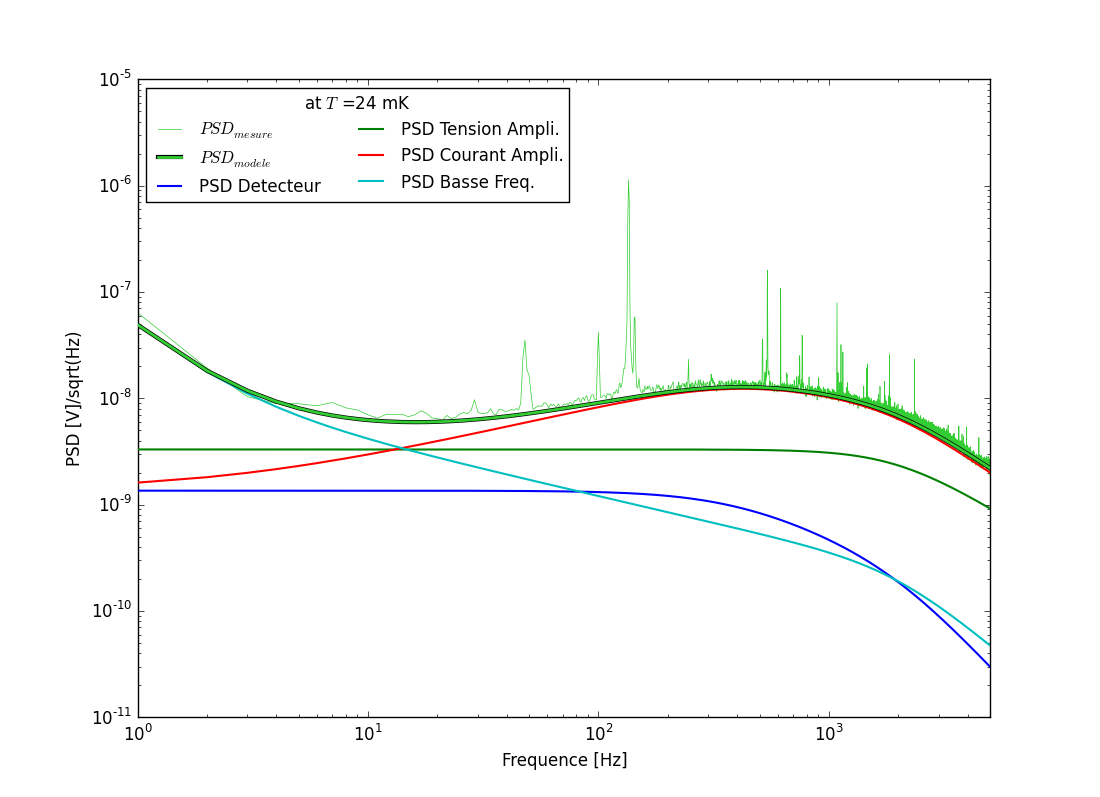 at T =24 mK
PSD_mesure
PSD_modele
PSD Detecteur
PSD Tension Ampli.
PSD Courant Ampli.
PSD Basse Freq.
PSD [V]/sqrt(Hz)
10^-5
10^-6
10^-7
10^-8
10^-9
10^-10
10^-11
10^0 10^1 10^2 10^3
Frequence [Hz]